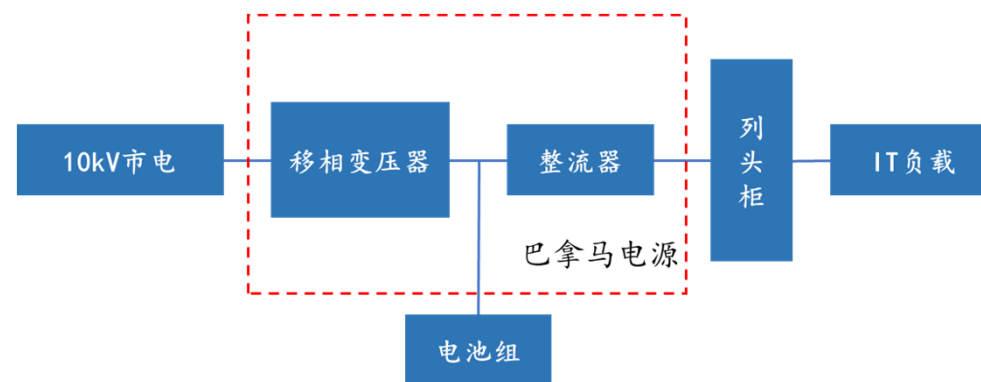 10kV市电
移相变压器
整流器
列头柜
IT负载
巴拿马电源
电池组